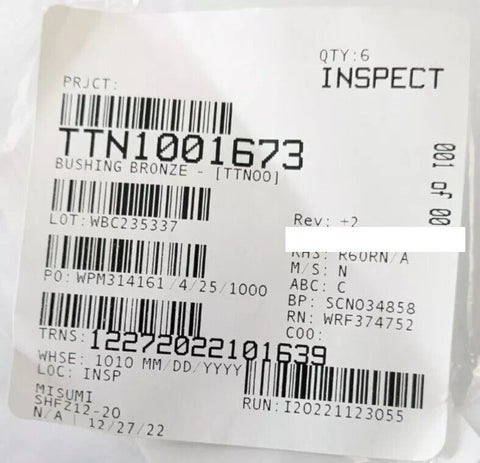 QTY:6
INSPECT
PRJCT:
TTN1001673
BUSHING BRONZE - [TTN00]
001 of 00
LOT:WBC235337
Rev: +2
RHS: R60RN/A
PO:WPM314161/4/25/1000
M/S: N
ABC: C
BP: SCN034858
RN: WRF374752
COO:
TRNS:12272022101639
WHSE: 1010 MM/DD/YYYY
LOC: INSP
RUN:I20221123055
MISUMI
SHFZ12-20
N/A | 12/27/22